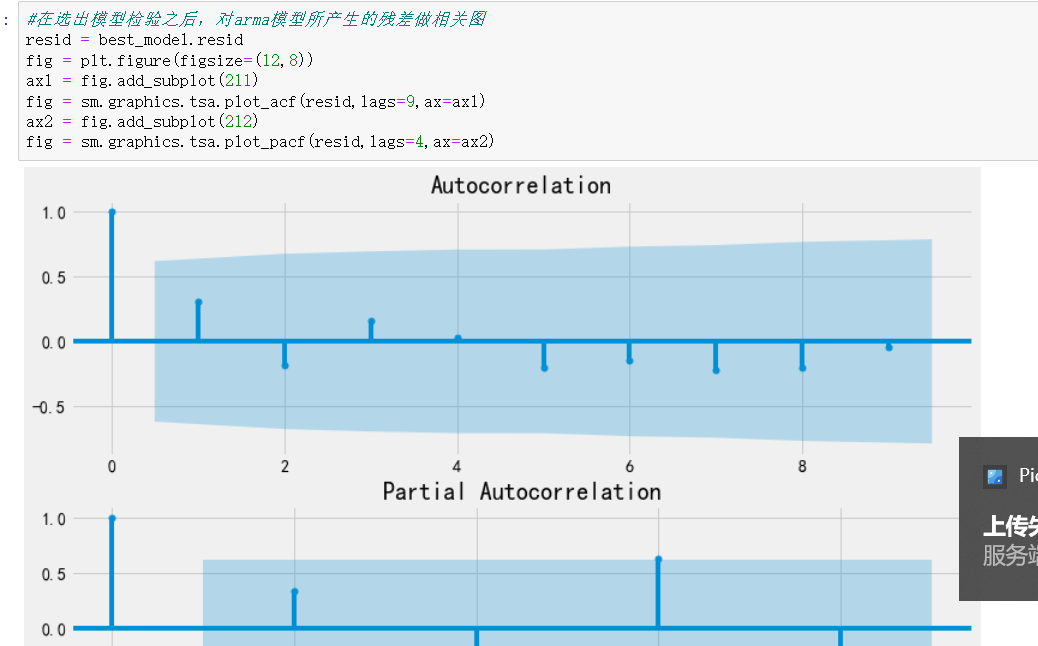 :
#在选出模型检验之后，对arma模型所产生的残差做相关图
resid = best_model.resid
fig = plt.figure(figsize=(12,8))
ax1 = fig.add_subplot(211)
fig = sm.graphics.tsa.plot_acf(resid,lags=9,ax=ax1)
ax2 = fig.add_subplot(212)
fig = sm.graphics.tsa.plot_pacf(resid,lags=4,ax=ax2)
Autocorrelation
1.0
0.5
0.0
-0.5
0 2 4 6 8
Partial Autocorrelation
1.0
0.5
0.0
Pic
上传失
服务端